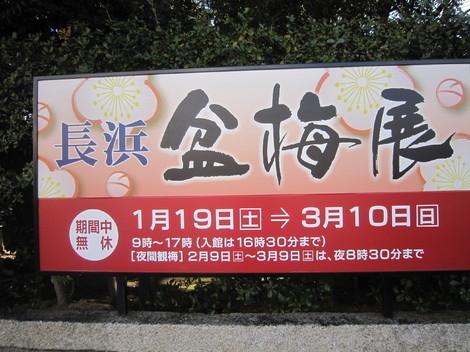 長浜 盆梅展
期間中
無休
1月19日土⇒3月10日日
9時～17時(入館は16時30分まで)
[夜間観梅]2月9日土～3月9日土は、夜8時30分まで